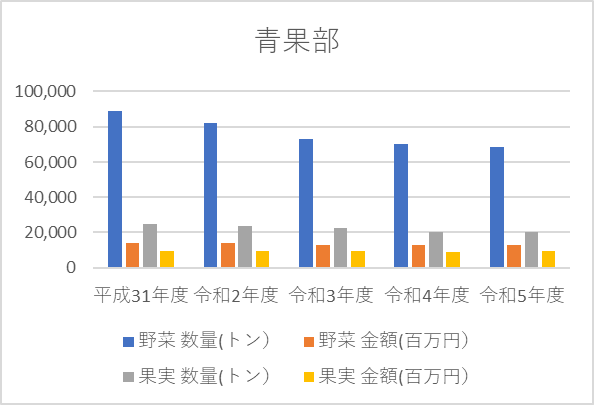 青果部
100,000
80,000
60,000
40,000
20,000
0
平成31年度 令和2年度 令和3年度 令和4年度 令和5年度
野菜 数量(トン） 野菜 金額(百万円）
果実 数量(トン） 果実 金額(百万円）